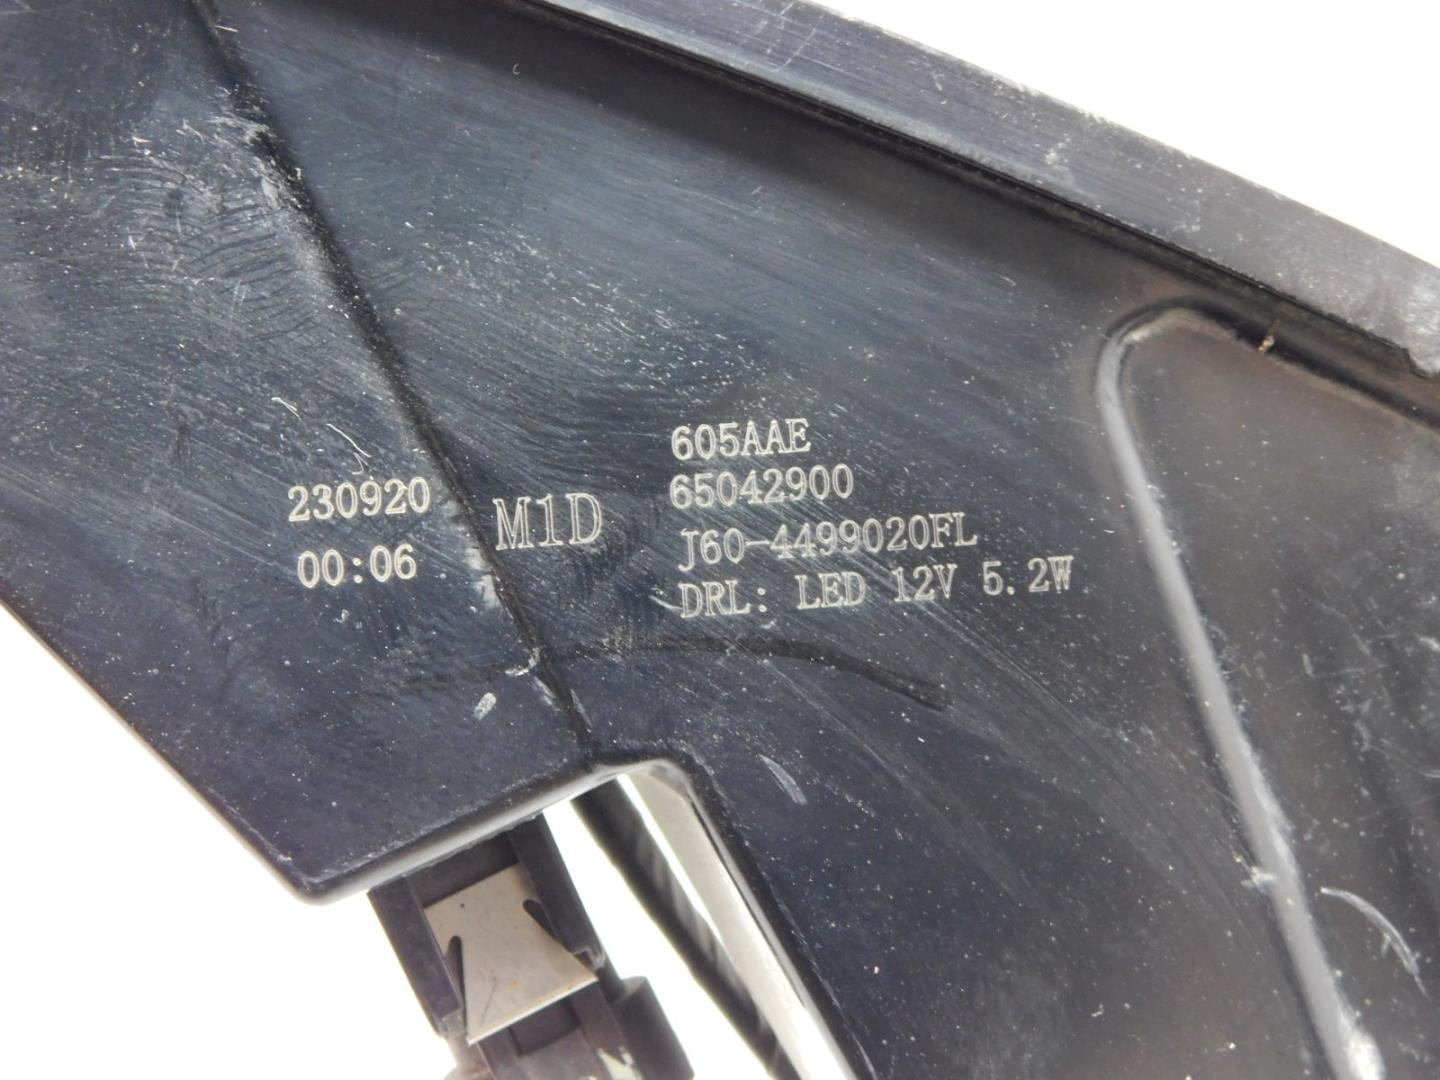 230920
00:06
M1D
605AAE
65042900
J60-4499020FL
DRL: LED 12V 5.2W